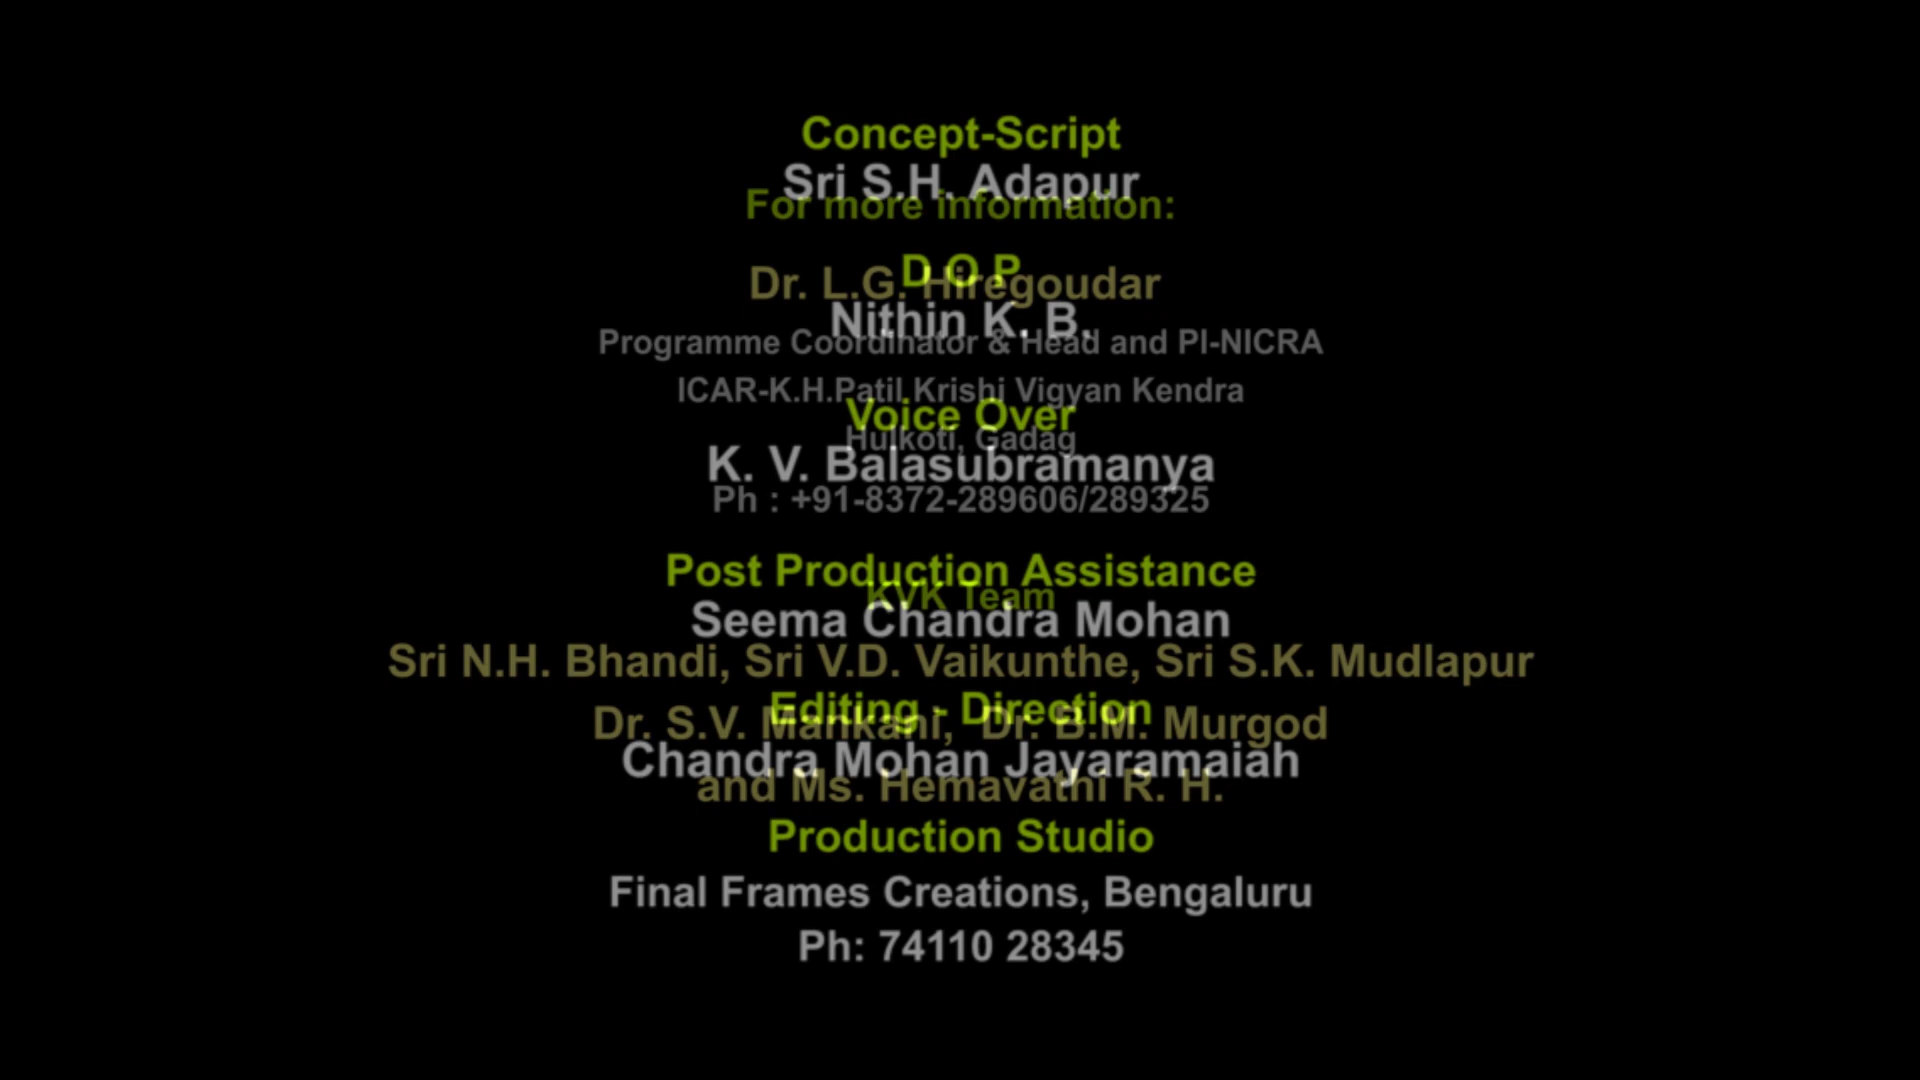 Concept-Script
Sri S.H. Adapur
For more information:
D O P
Dr. L.G. Hiregoudar
Nithin K. B.
Programme Coordinator & Head and PI-NICRA
ICAR-K.H.Patil Krishi Vigyan Kendra
Voice Over
Hulkoti, Gadag
K. V. Balasubramanya
Ph : +91-8372-289606/289325
Post Production Assistance
KVK Team
Seema Chandra Mohan
Sri N.H. Bhandi, Sri V.D. Vaikunthe, Sri S.K. Mudlapur
Editing - Direction
Dr. S.V. Mankani, Dr. B.M. Murgod
Chandra Mohan Jayaramaiah
and Ms. Hemavathi R. H.
Production Studio
Final Frames Creations, Bengaluru
Ph: 74110 28345